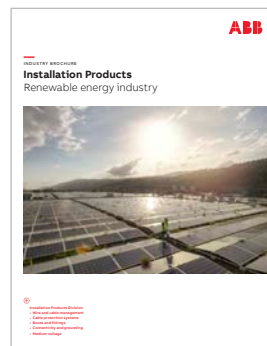 ABB
INDUSTRY BROCHURE
Installation Products
Renewable energy industry
Installation Products Division
– Wire and cable management
– Cable protection systems
– Boxes and fittings
– Connectivity and grounding
– Medium voltage